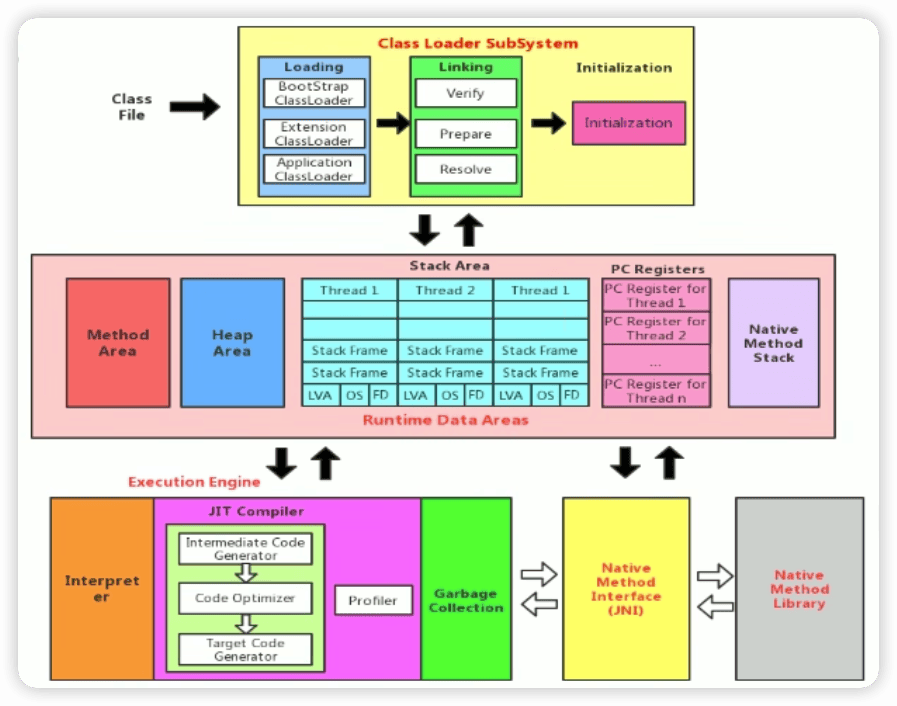 Class Loader SubSystem
Loading
Linking
Initialization
Class
File
BootStrap
ClassLoader
Extension
ClassLoader
Application
ClassLoader
Verify
Prepare
Resolve
Initialization
Stack Area
PC Registers
Method
Area
Heap
Area
Thread 1
Thread 2
Thread 1
Stack Frame
Stack Frame
Stack Frame
Stack Frame
Stack Frame
Stack Frame
LVA
OS
FD
LVA
OS
FD
LVA
OS
FD
PC Register for
Thread 1
PC Register for
Thread 2
...
PC Register for
Thread n
Native
Method
Stack
Runtime Data Areas
Execution Engine
Interpret
er
JIT Compiler
Intermediate Code
Generator
Code Optimizer
Target Code
Generator
Profiler
Garbage
Collection
Native
Method
Interface
(JNI)
Native
Method
Library